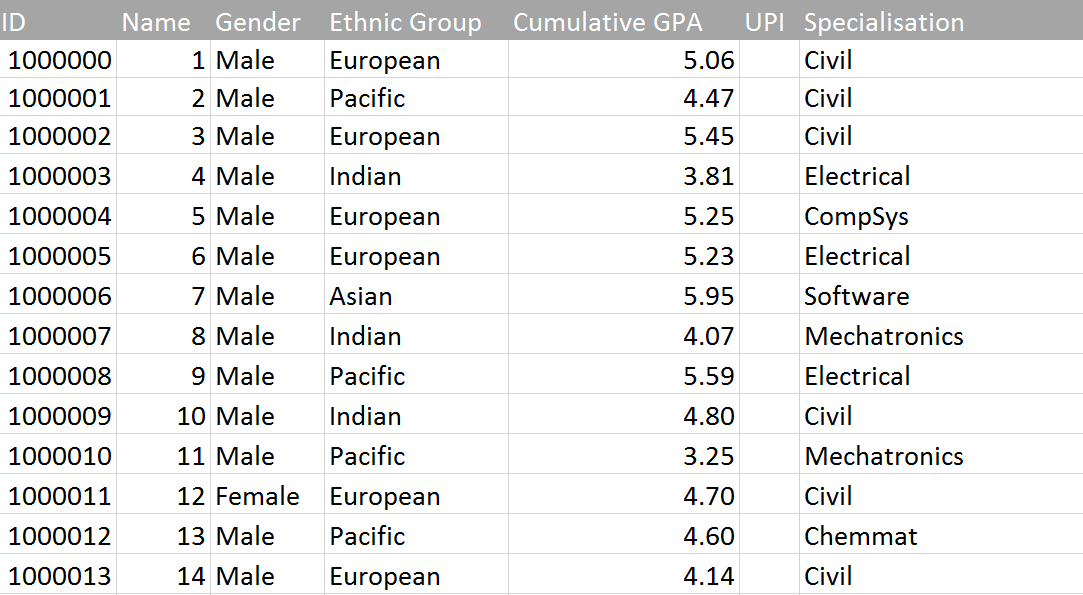 ID Name Gender Ethnic Group Cumulative GPA UPI Specialisation
1000000 1 Male European 5.06 Civil
1000001 2 Male Pacific 4.47 Civil
1000002 3 Male European 5.45 Civil
1000003 4 Male Indian 3.81 Electrical
1000004 5 Male European 5.25 CompSys
1000005 6 Male European 5.23 Electrical
1000006 7 Male Asian 5.95 Software
1000007 8 Male Indian 4.07 Mechatronics
1000008 9 Male Pacific 5.59 Electrical
1000009 10 Male Indian 4.80 Civil
1000010 11 Male Pacific 3.25 Mechatronics
1000011 12 Female European 4.70 Civil
1000012 13 Male Pacific 4.60 Chemmat
1000013 14 Male European 4.14 Civil